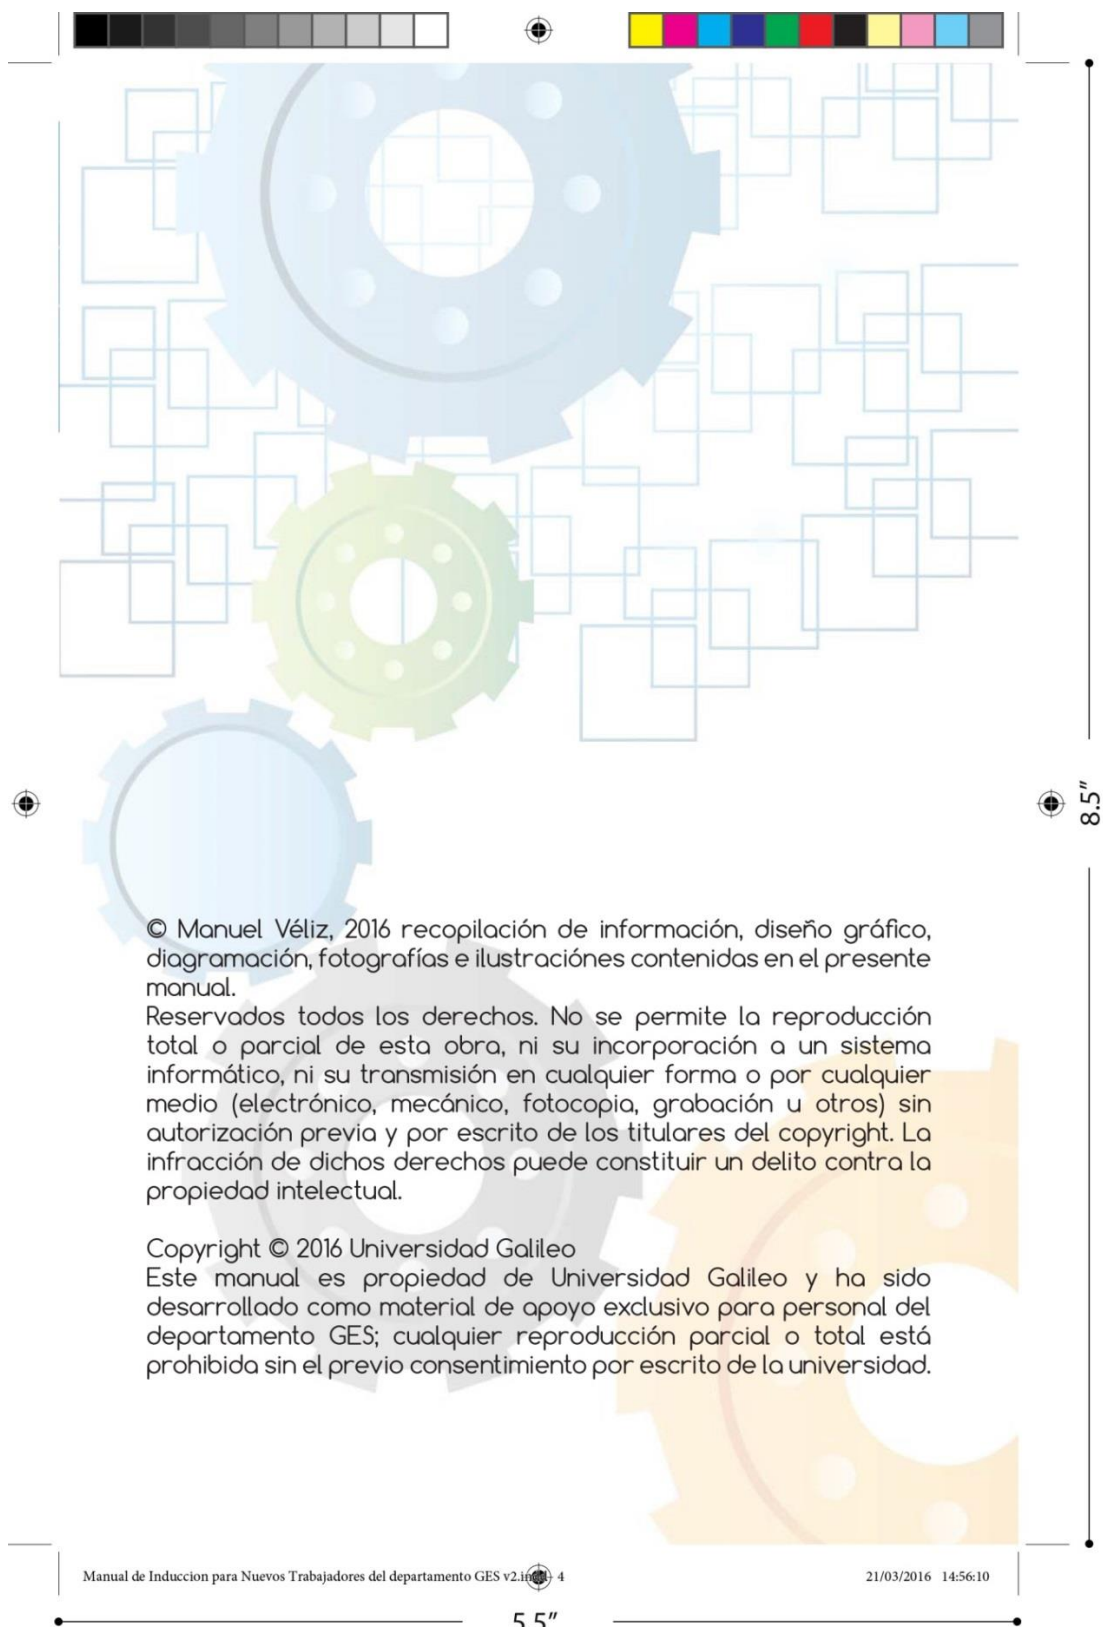 © Manuel Véliz, 2016 recopilación de información, diseño gráfico,
diagramación, fotografías e ilustraciónes contenidas en el presente
manual.
Reservados todos los derechos. No se permite la reproducción
total o parcial de esta obra, ni su incorporación a un sistema
informático, ni su transmisión en cualquier forma o por cualquier
medio (electrónico, mecánico, fotocopia, grabación u otros) sin
autorización previa y por escrito de los titulares del copyright. La
infracción de dichos derechos puede constituir un delito contra la
propiedad intelectual.
Copyright © 2016 Universidad Galileo
Este manual es propiedad de Universidad Galileo y ha sido
desarrollado como material de apoyo exclusivo para personal del
departamento GES; cualquier reproducción parcial o total está
prohibida sin el previo consentimiento por escrito de la universidad.
8.5"
Manual de Induccion para Nuevos Trabajadores del departamento GES 4
21/03/2016 14:56:10
5.5"